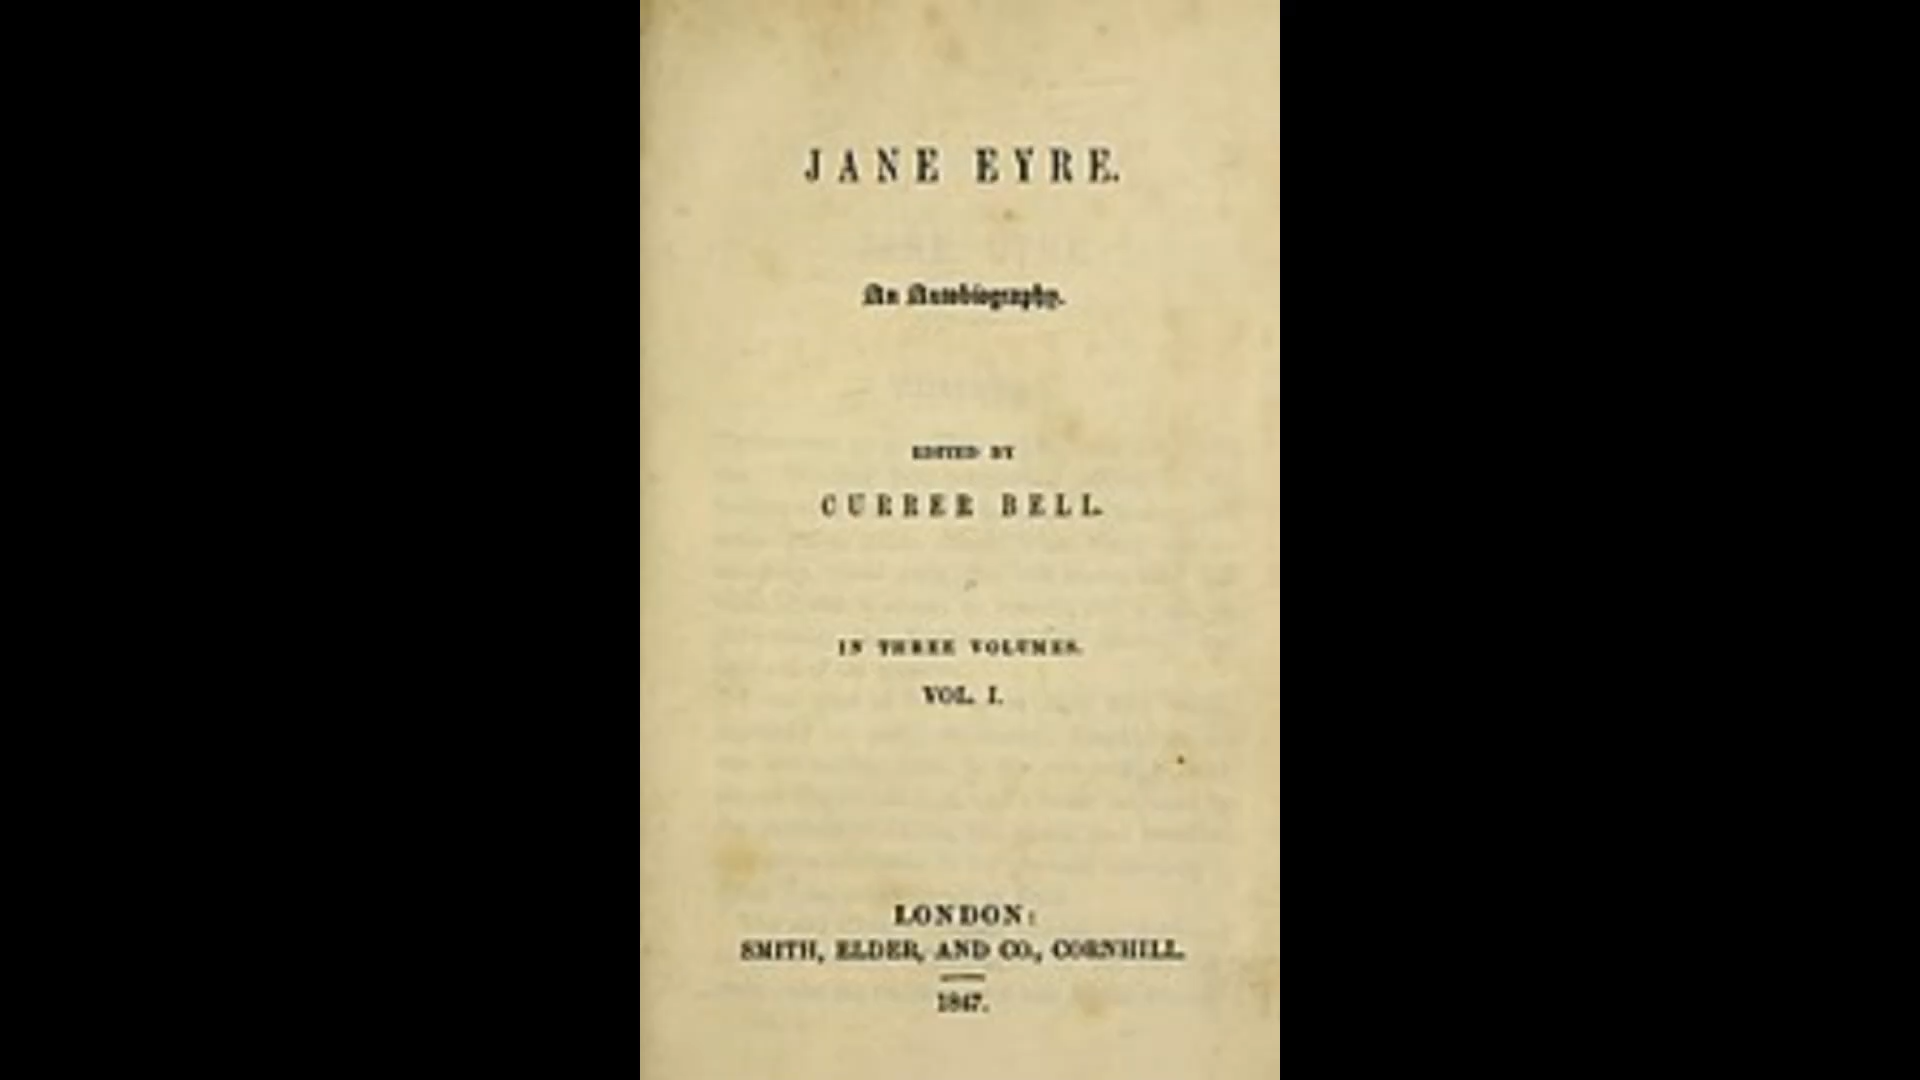 JANE EYRE.
An Autobiography.
EDITED BY
CURRER BELL.
IN THREE VOLUMES.
VOL. I.
LONDON:
SMITH, ELDER, AND CO., CORNHILL.
1847.